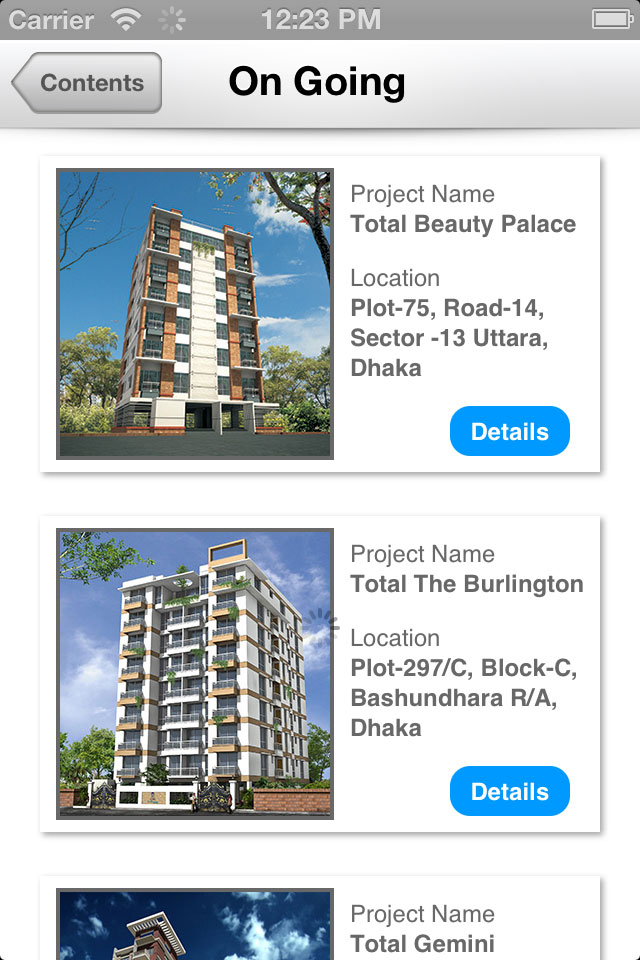 Carrier 12:23 PM
Contents
On Going
Project Name
Total Beauty Palace
Location
Plot-75, Road-14,
Sector -13 Uttara,
Dhaka
Details
Project Name
Total The Burlington
Location
Plot-297/C, Block-C,
Bashundhara R/A,
Dhaka
Details
Project Name
Total Gemini